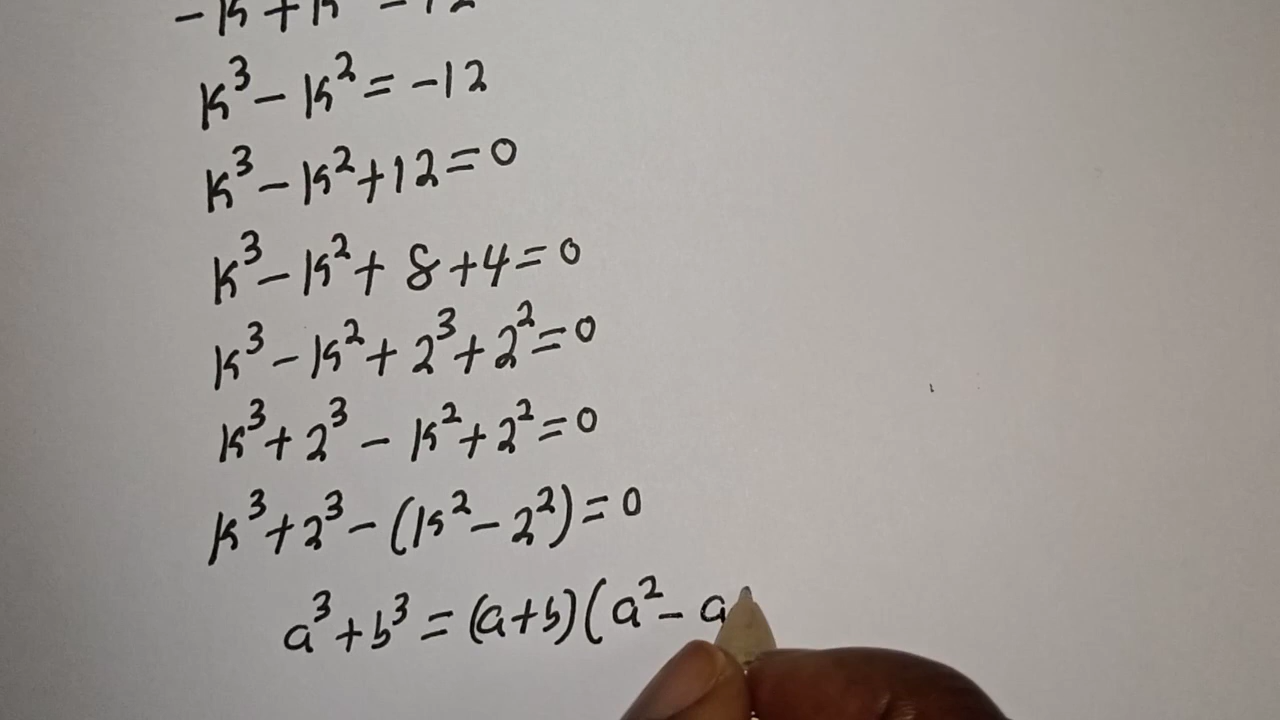 k³ - k² = -12
k³ - k² + 12 = 0
k³ - k² + 8 + 4 = 0
k³ - k² + 2³ + 2² = 0
k³ + 2³ - k² + 2² = 0
k³ + 2³ - (k² - 2²) = 0
a³ + b³ = (a+b)(a² - a